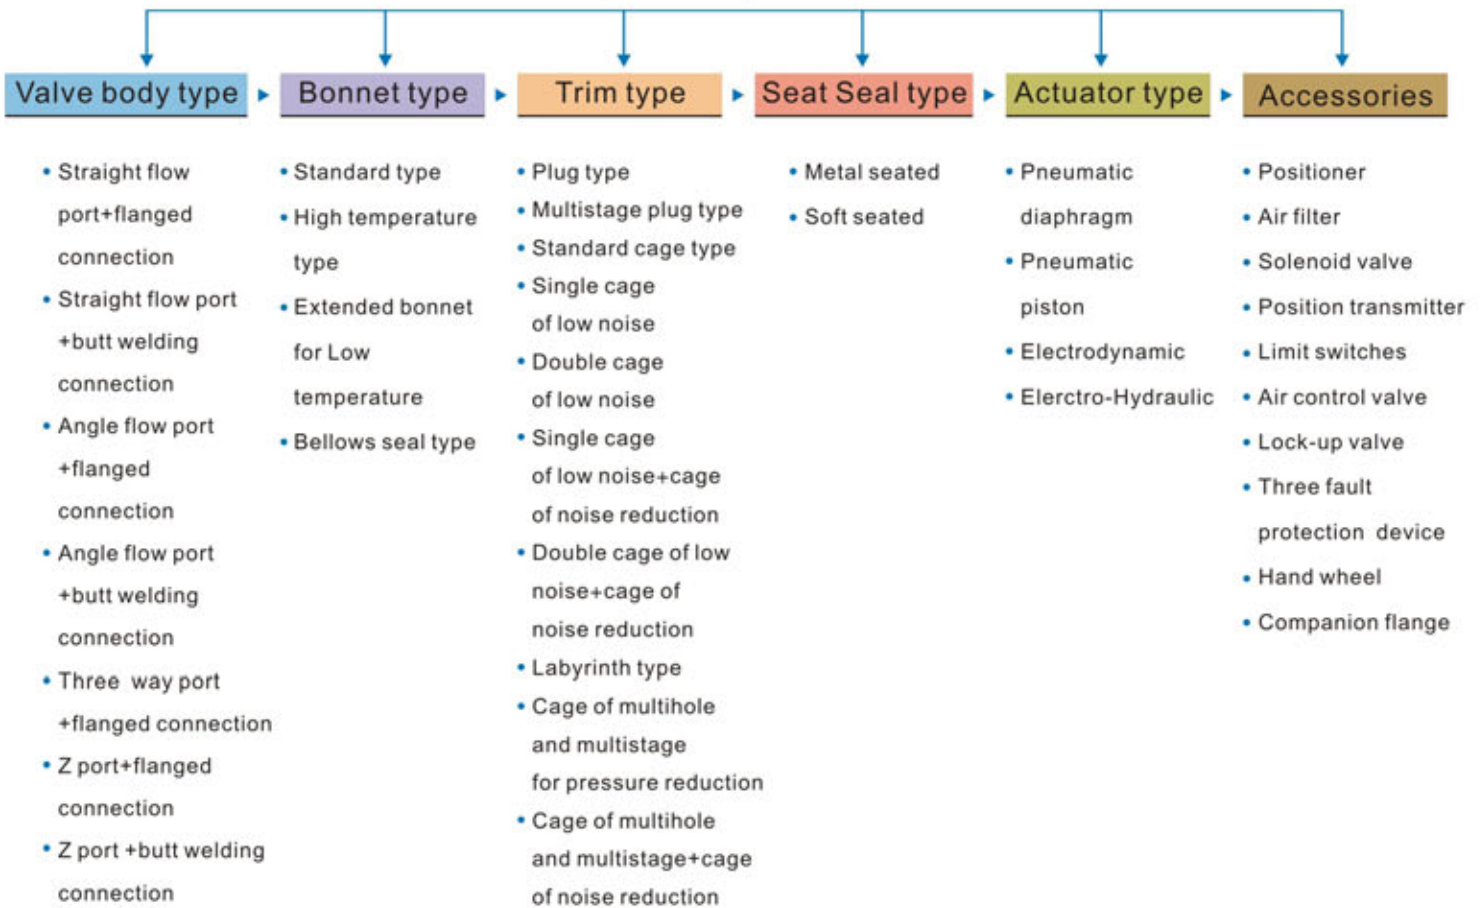 Valve body type
Bonnet type
Trim type
Seat Seal type
Actuator type
Accessories
• Straight flow
port+flanged
connection
• Straight flow port
+butt welding
connection
• Angle flow port
+flanged
connection
• Angle flow port
+butt welding
connection
• Three way port
+flanged connection
• Z port+flanged
connection
• Z port +butt welding
connection
• Standard type
• High temperature
type
• Extended bonnet
for Low
temperature
• Bellows seal type
• Plug type
• Multistage plug type
• Standard cage type
• Single cage
of low noise
• Double cage
of low noise
• Single cage
of low noise+cage
of noise reduction
• Double cage of low
noise+cage of
noise reduction
• Labyrinth type
• Cage of multihole
and multistage
for pressure reduction
• Cage of multihole
and multistage+cage
of noise reduction
• Metal seated
• Soft seated
• Pneumatic
diaphragm
• Pneumatic
piston
• Electrodynamic
• Elerctro-Hydraulic
• Positioner
• Air filter
• Solenoid valve
• Position transmitter
• Limit switches
• Air control valve
• Lock-up valve
• Three fault
protection device
• Hand wheel
• Companion flange